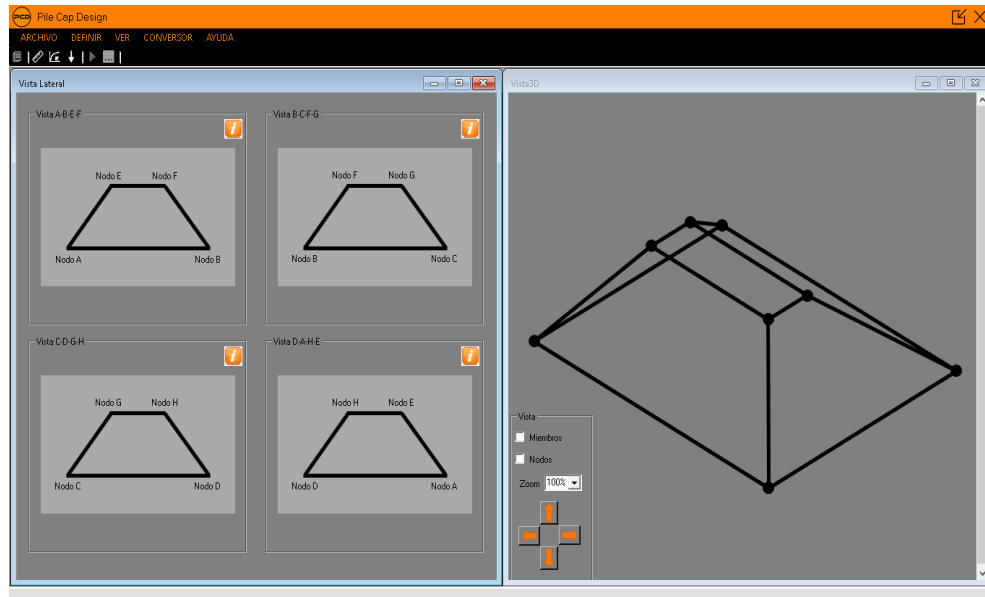 PCD Pile Cap Design
ARCHIVO DEFINIR VER CONVERSOR AYUDA
Vista Lateral
Vista A-B-E-F
i
Nodo E Nodo F
Nodo A Nodo B
Vista B-C-F-G
i
Nodo F Nodo G
Nodo B Nodo C
Vista C-D-G-H
i
Nodo G Nodo H
Nodo C Nodo D
Vista D-A-H-E
i
Nodo H Nodo E
Nodo D Nodo A
Vista3D
Vista
Miembros
Nodos
Zoom 100%